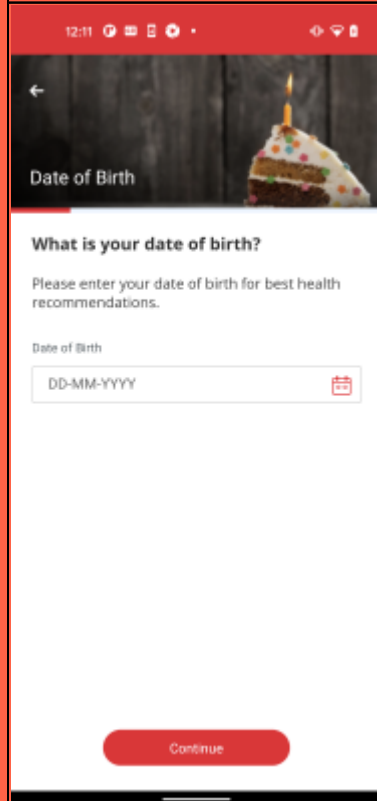 12:11
Date of Birth
What is your date of birth?
Please enter your date of birth for best health
recommendations.
Date of Birth
DD-MM-YYYY
Continue